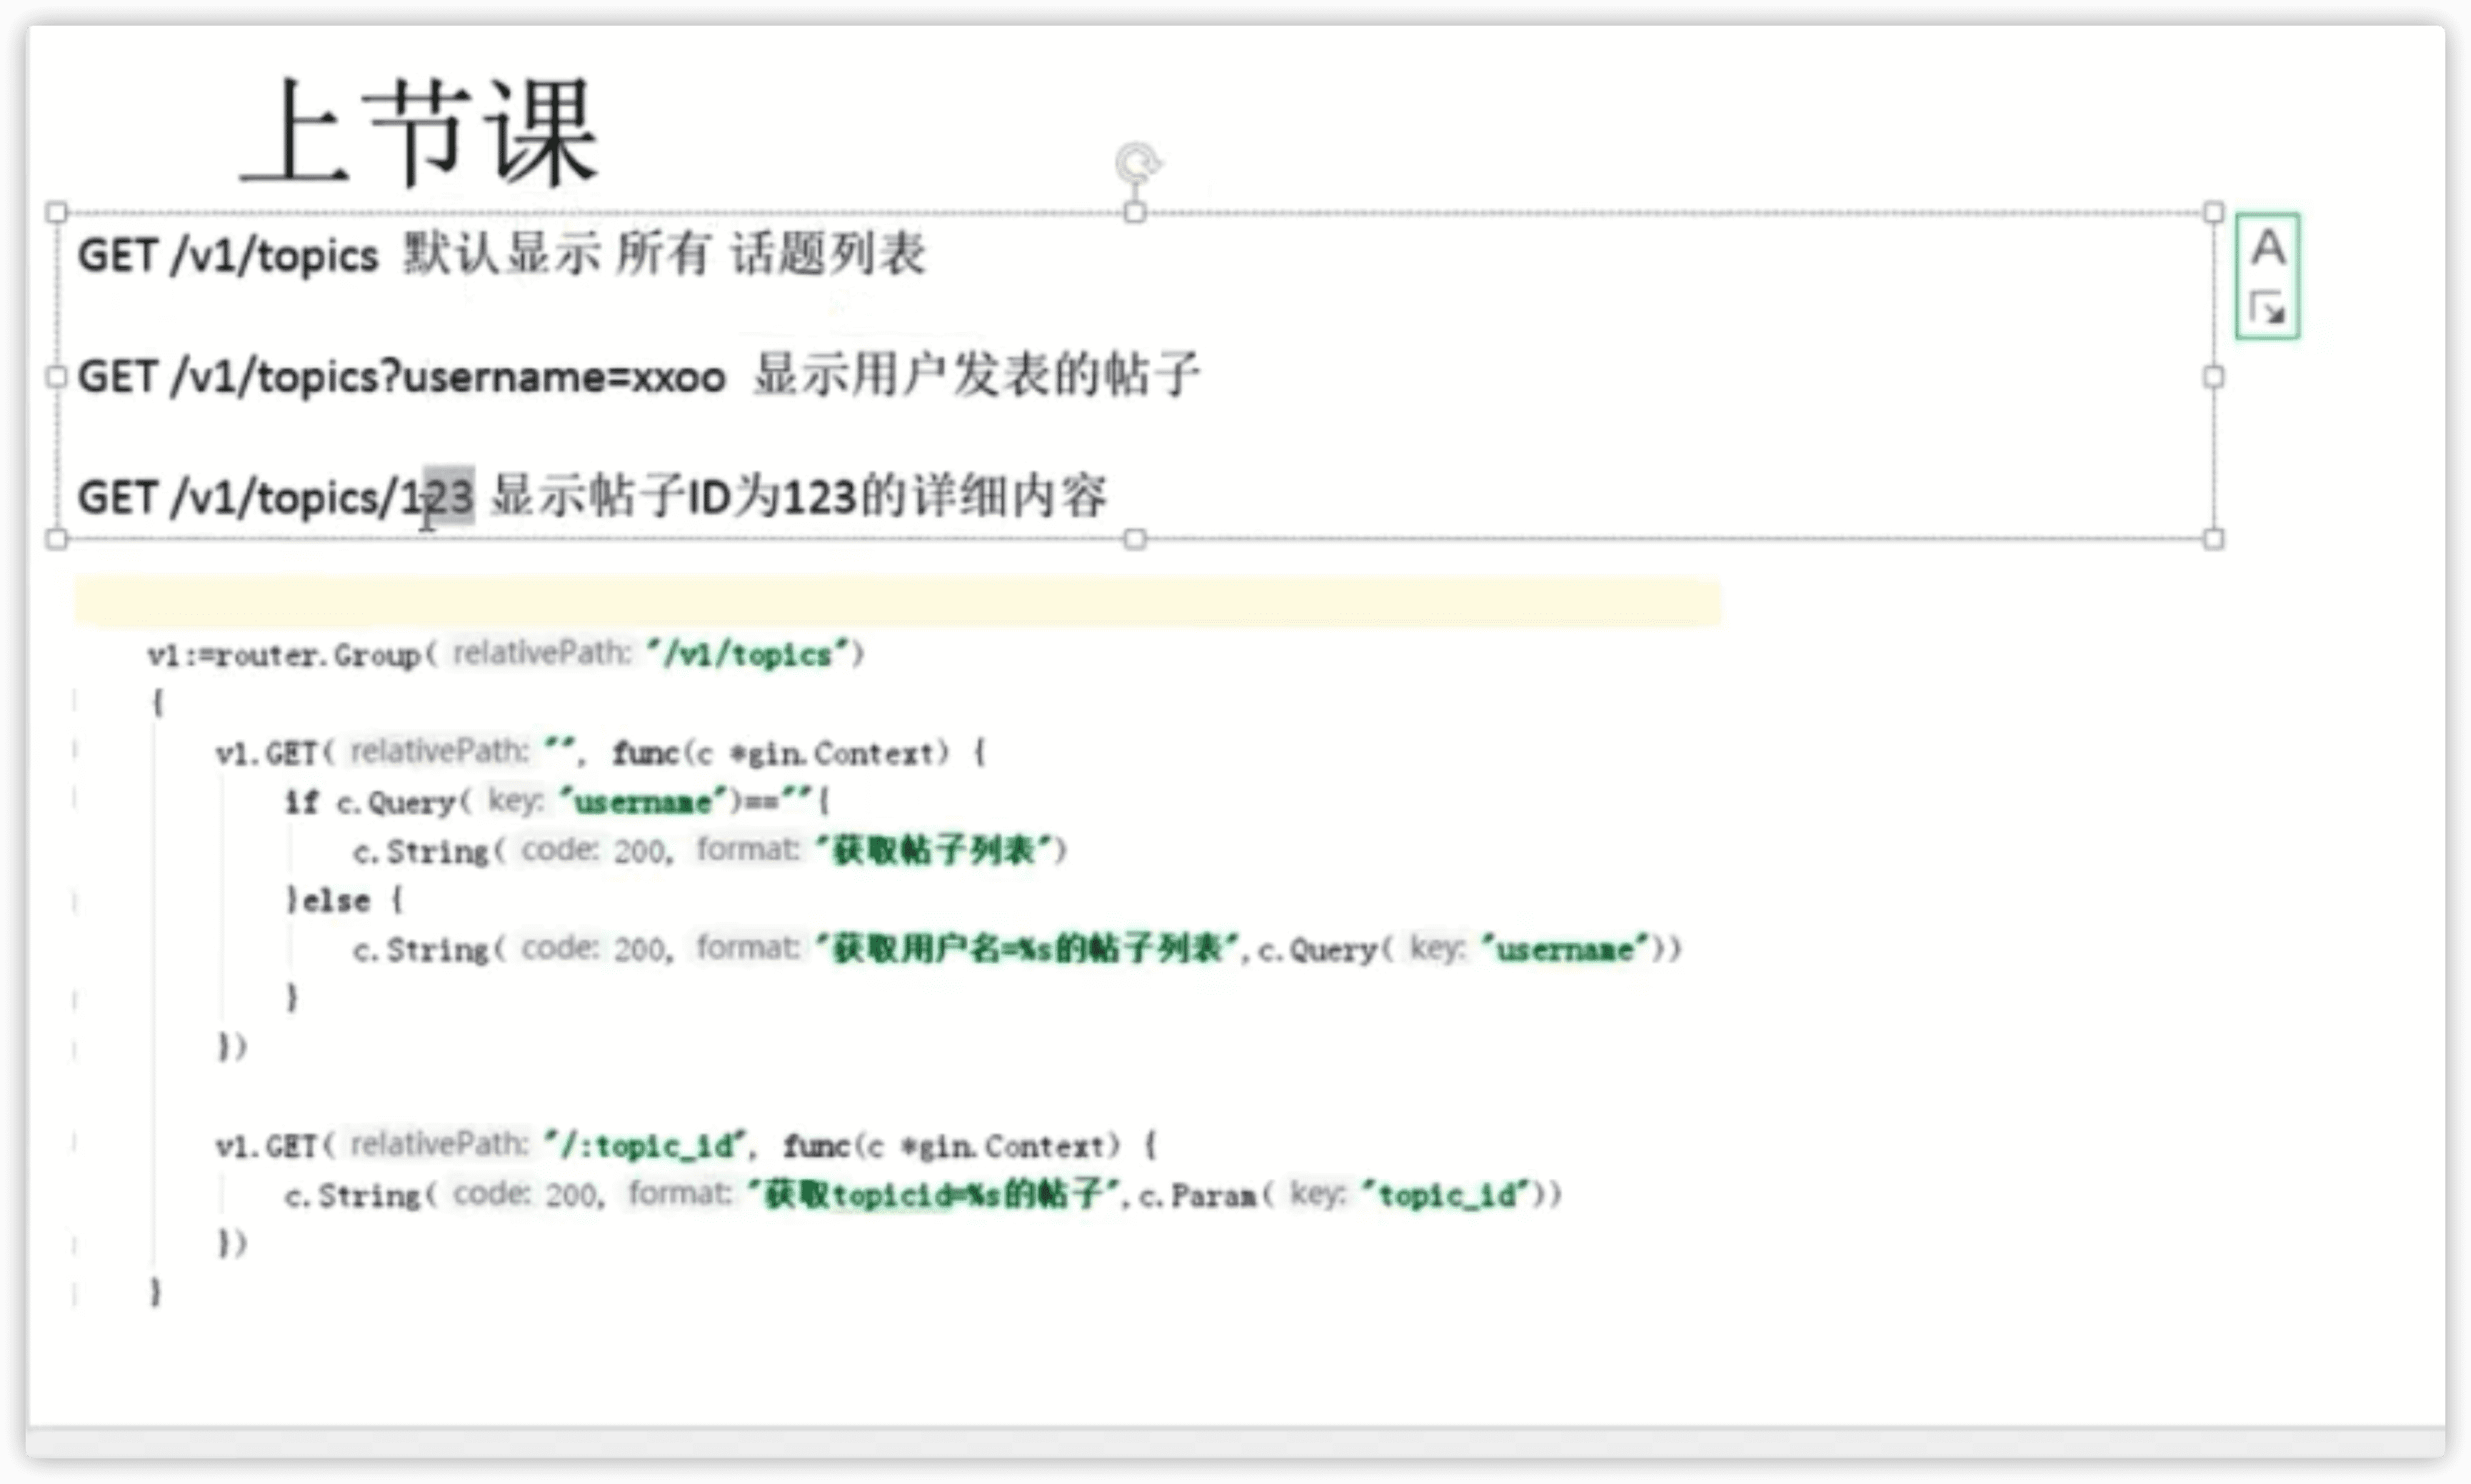 上节课
GET /v1/topics 默认显示 所有 话题列表
A
GET /v1/topics?username=xxoo 显示用户发表的帖子
GET /v1/topics/123 显示帖子ID为123的详细内容
v1:=router.Group( relativePath: "/v1/topics")
{
v1.GET( relativePath: "", func(c *gin.Context) {
if c.Query( key: "username")==""{
c.String( code: 200, format: "获取帖子列表")
}else {
c.String( code: 200, format: "获取用户名=%s的帖子列表",c.Query( key: "username"))
}
})
v1.GET( relativePath: "/:topic_id", func(c *gin.Context) {
c.String( code: 200, format: "获取topicid=%s的帖子",c.Param( key: "topic_id"))
})
}